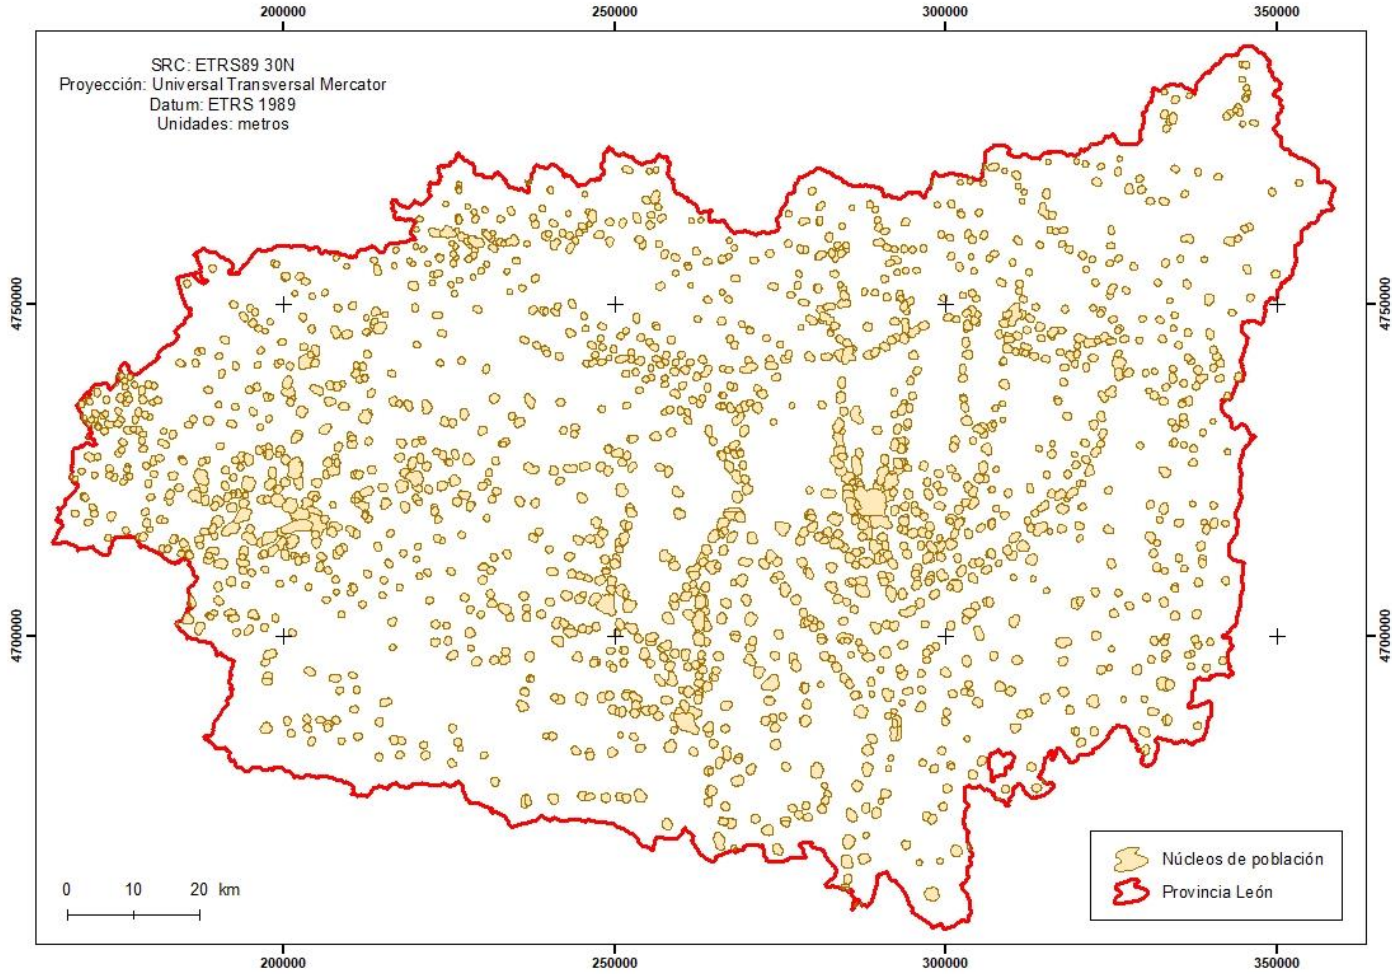 200000 250000 300000 350000
SRC: ETRS89 30N
Proyección: Universal Transversal Mercator
Datum: ETRS 1989
Unidades: metros
4750000 4750000
4700000 4700000
Núcleos de población
Provincia León
0 10 20 km
200000 250000 300000 350000